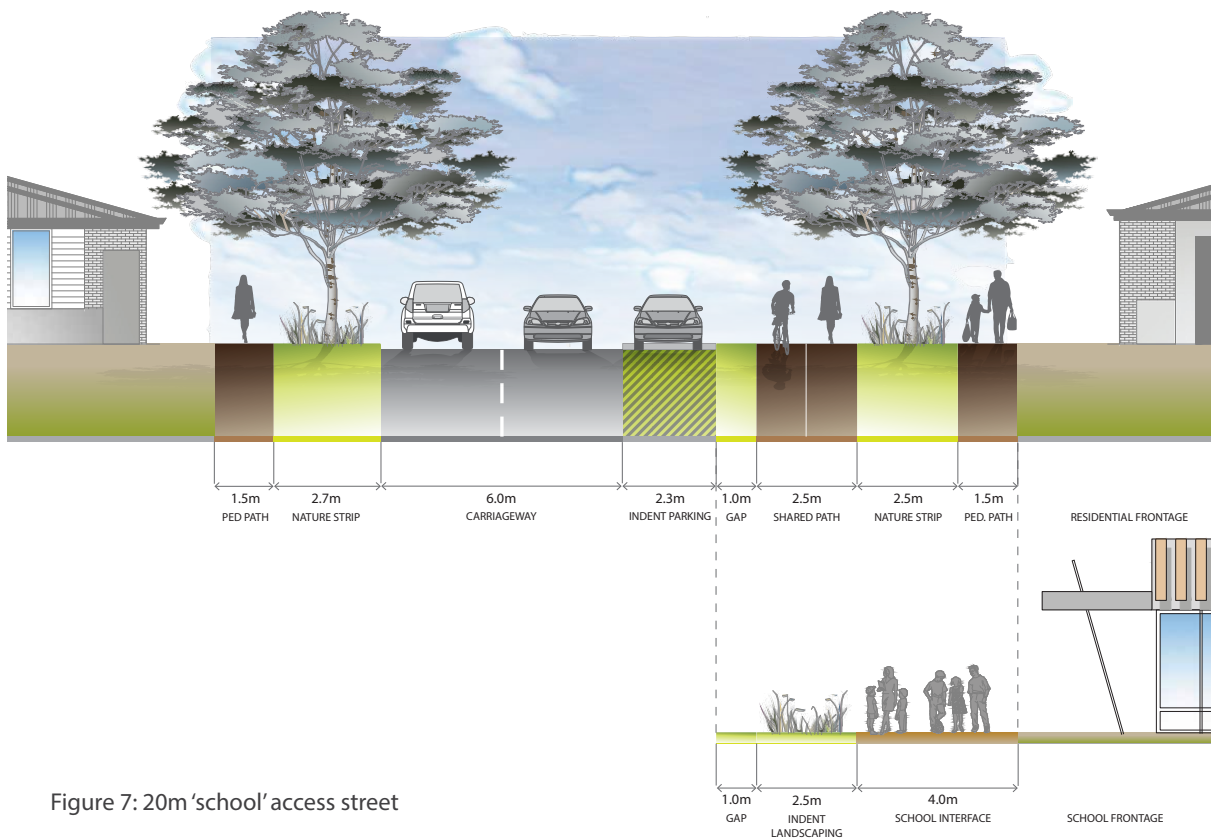 1.5m
PED PATH
2.7m
NATURE STRIP
6.0m
CARRIAGEWAY
2.3m
INDENT PARKING
1.0m
GAP
2.5m
SHARED PATH
2.5m
NATURE STRIP
1.5m
PED. PATH
RESIDENTIAL FRONTAGE
1.0m
GAP
2.5m
INDENT
LANDSCAPING
4.0m
SCHOOL INTERFACE
SCHOOL FRONTAGE
Figure 7: 20m ‘school’ access street